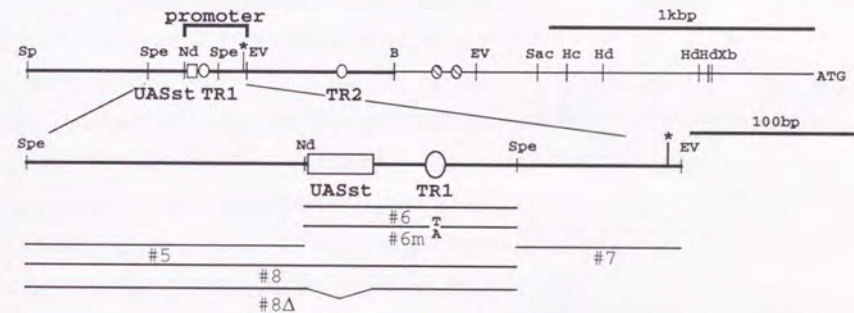 promoter
1kbp
Sp Spe Nd Spe * EV B EV Sac Hc Hd HdHdXb
ATG
UASst TR1 TR2
100bp
Spe Nd Spe * EV
UASst TR1
#6
T
A
#6m
#5 #7
#8
#8Δ